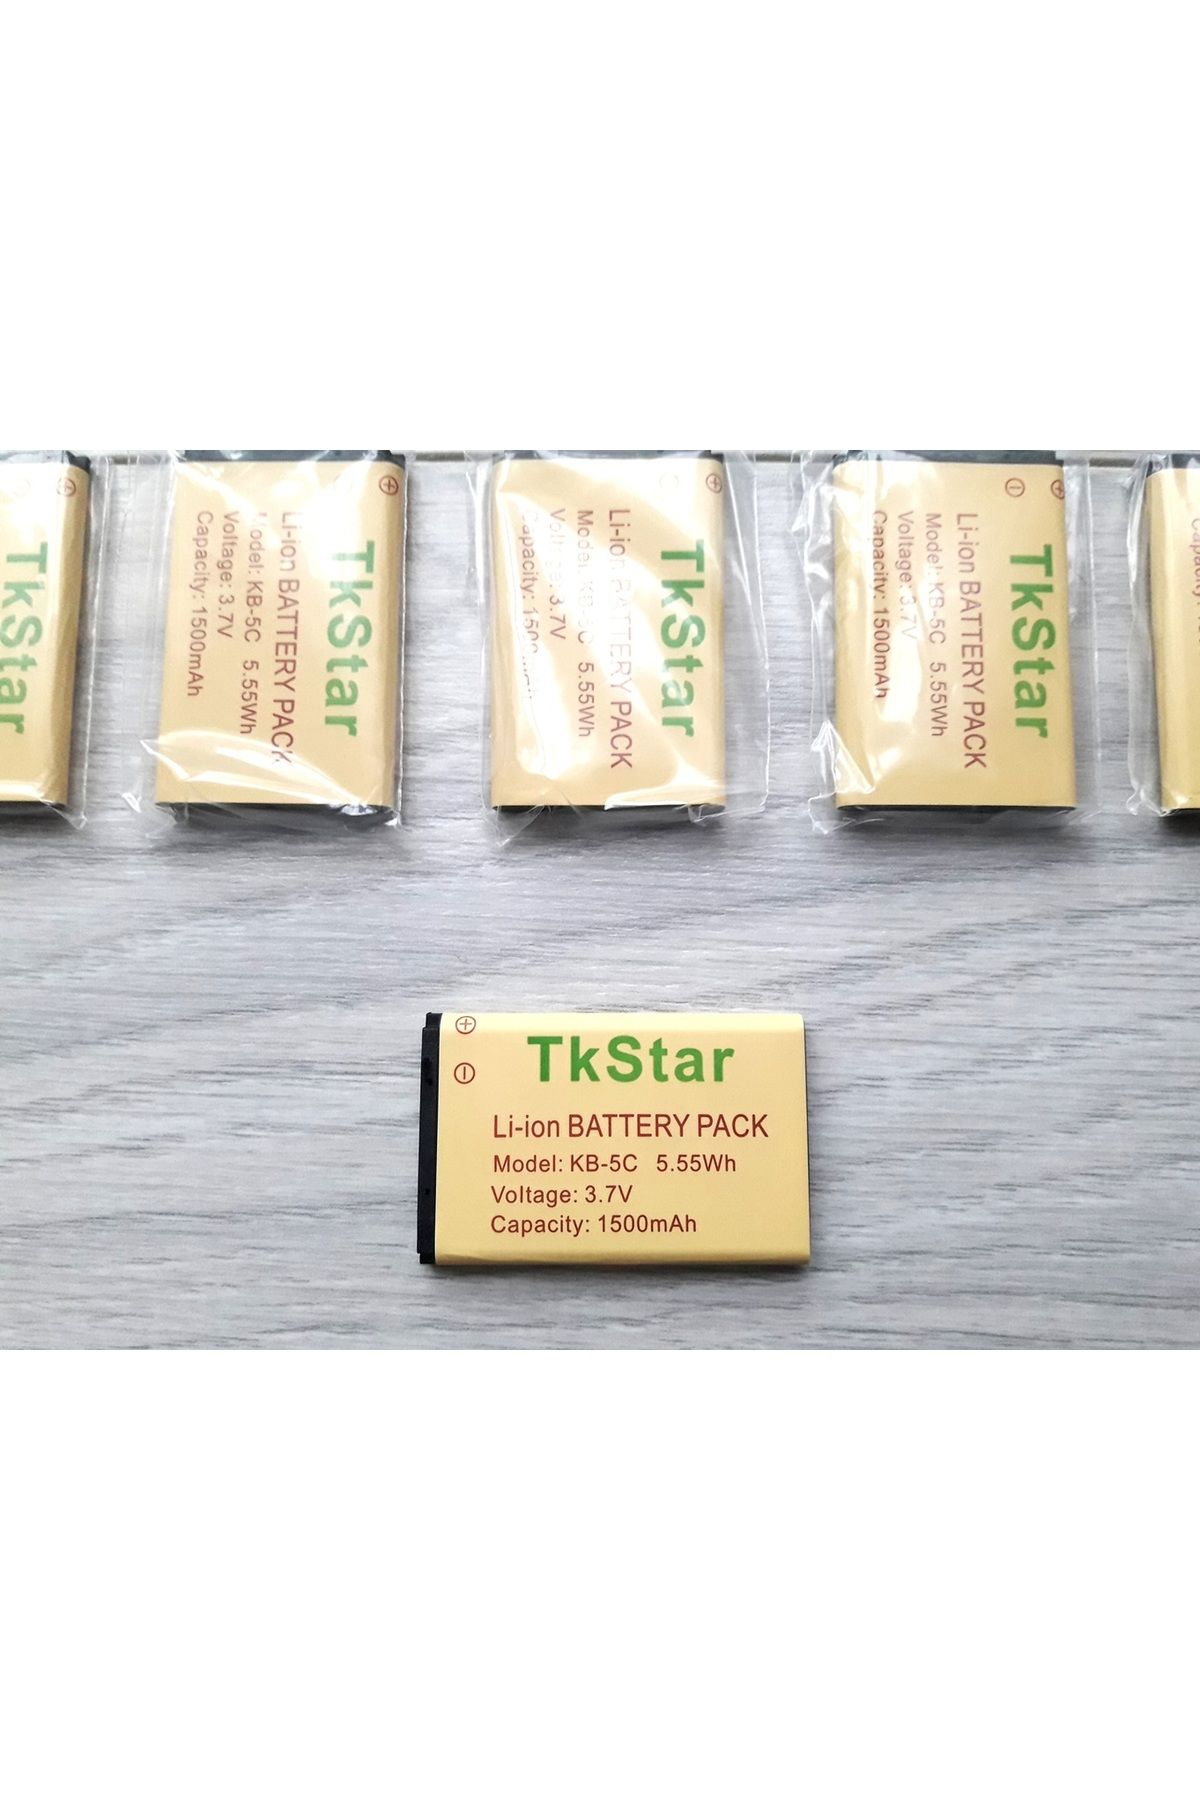 TkStar
TkStar
Li-ion BATTERY PACK
Model: KB-5C 5.55Wh
Voltage: 3.7V
Capacity: 1500mAh
TkStar
Li-ion BATTERY PACK
Model: KB-5C 5.55Wh
Voltage: 3.7V
Capacity: 1500mAh
TkStar
Li-ion BATTERY PACK
Model: KB-5C 5.55Wh
Voltage: 3.7V
Capacity: 1500mAh
Capacity:
TkStar
Li-ion BATTERY PACK
Model: KB-5C 5.55Wh
Voltage: 3.7V
Capacity: 1500mAh